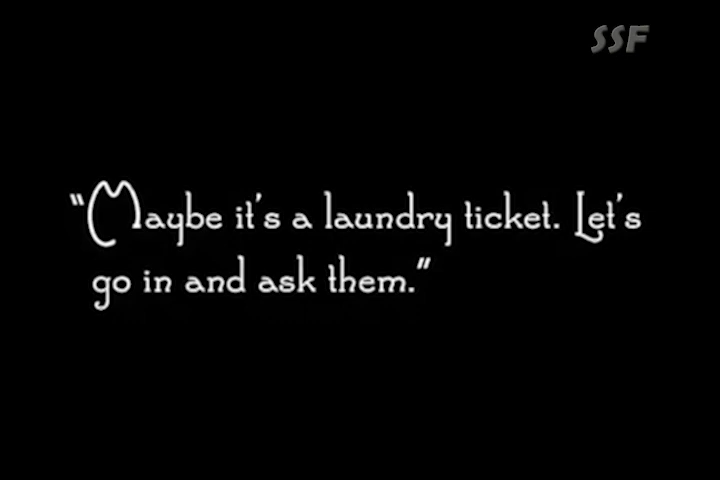 SSF
“Maybe it's a laundry ticket. Let's
go in and ask them.”